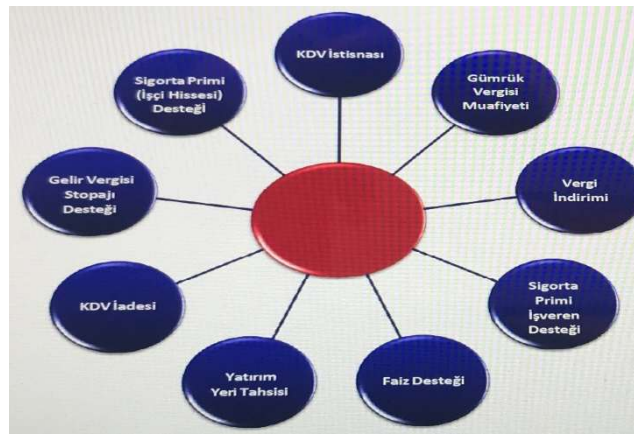 KDV İstisnası
Gümrük
Vergisi
Muafiyeti
Vergi
İndirimi
Sigorta
Primi
İşveren
Desteği
Faiz Desteği
Yatırım
Yeri Tahsisi
KDV İadesi
Gelir Vergisi
Stopajı
Desteği
Sigorta Primi
(İşçi Hissesi)
Desteği